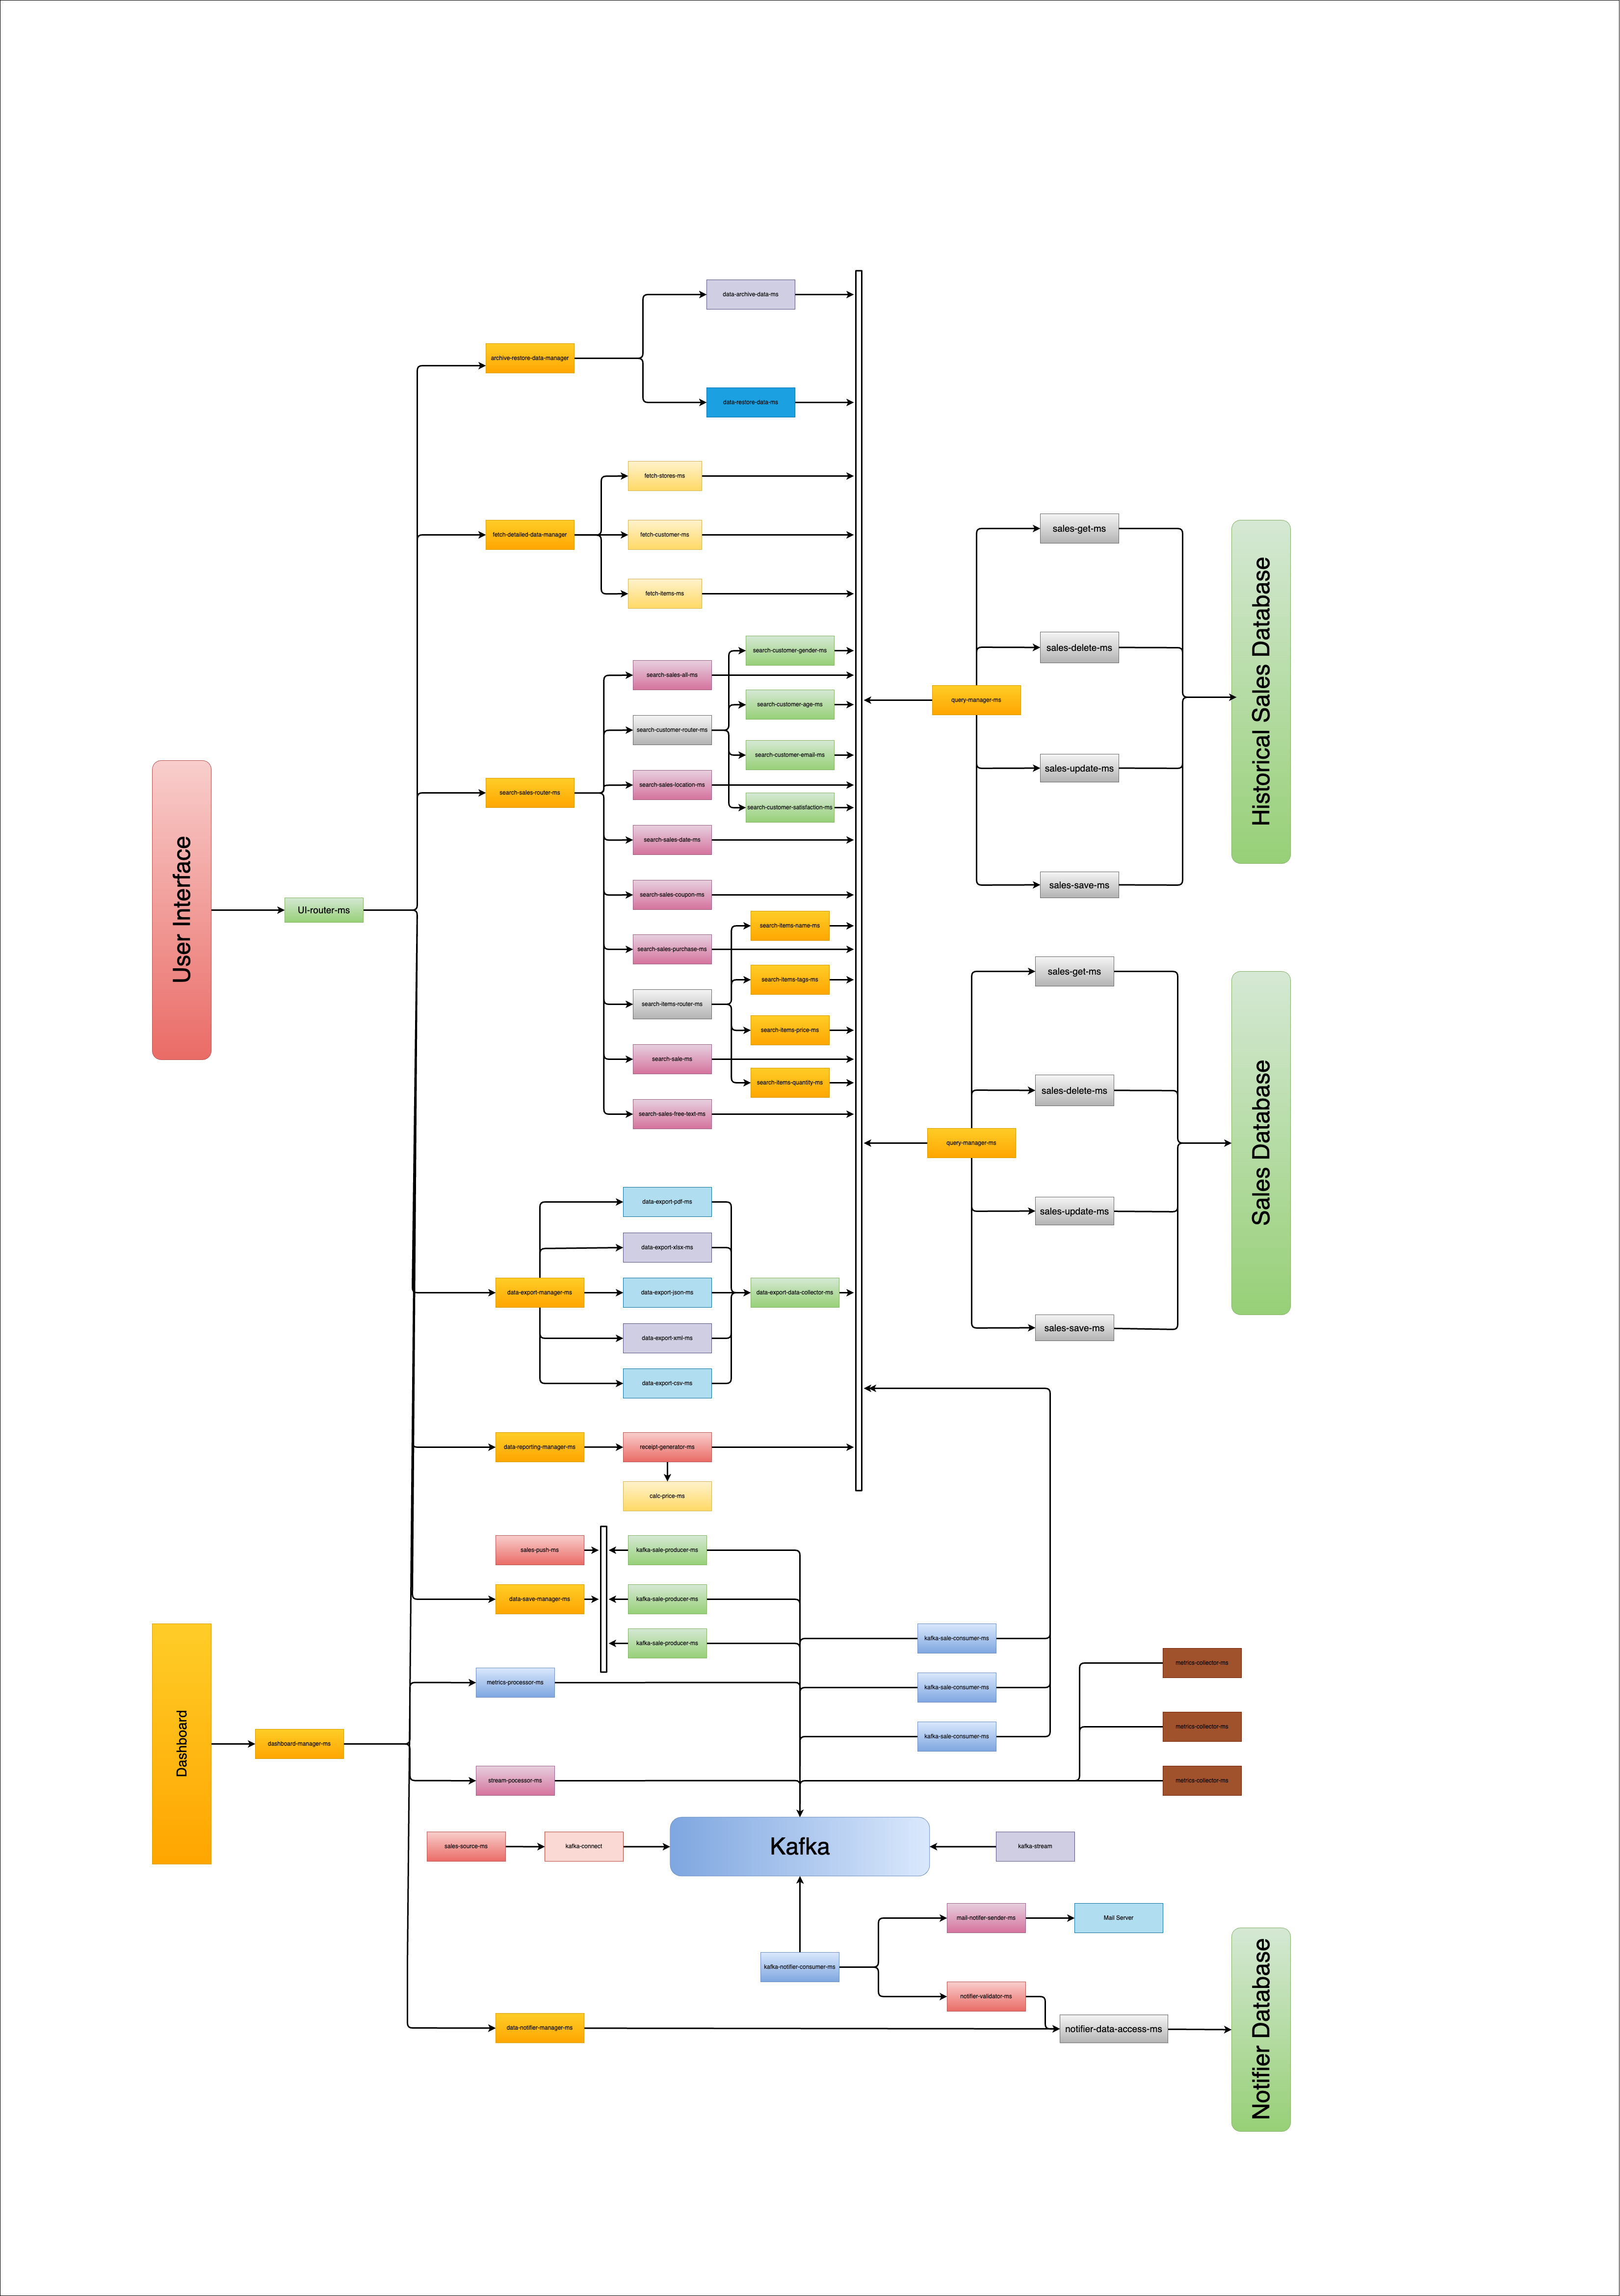 data-archive-data-ms
archive-restore-data-manager
data-restore-data-ms
fetch-stores-ms
fetch-detailed-data-manager
fetch-customer-ms
fetch-items-ms
search-customer-gender-ms
search-sales-all-ms
search-customer-age-ms
search-customer-router-ms
search-customer-email-ms
search-sales-location-ms
search-sales-router-ms
search-customer-satisfaction-ms
search-sales-date-ms
search-sales-coupon-ms
search-items-name-ms
search-sales-purchase-ms
search-items-tags-ms
search-items-router-ms
search-items-price-ms
search-sale-ms
search-items-quantity-ms
search-sales-free-text-ms
User Interface
UI-router-ms
sales-get-ms
sales-delete-ms
query-manager-ms
sales-update-ms
sales-save-ms
Historical Sales Database
sales-get-ms
sales-delete-ms
query-manager-ms
sales-update-ms
sales-save-ms
Sales Database
data-export-pdf-ms
data-export-xlsx-ms
data-export-manager-ms
data-export-json-ms
data-export-data-collector-ms
data-export-xml-ms
data-export-csv-ms
data-reporting-manager-ms
receipt-generator-ms
calc-price-ms
sales-push-ms
kafka-sale-producer-ms
data-save-manager-ms
kafka-sale-producer-ms
kafka-sale-producer-ms
kafka-sale-consumer-ms
metrics-processor-ms
kafka-sale-consumer-ms
kafka-sale-consumer-ms
metrics-collector-ms
metrics-collector-ms
metrics-collector-ms
Dashboard
dashboard-manager-ms
stream-pocessor-ms
sales-source-ms
kafka-connect
Kafka
kafka-stream
mail-notifer-sender-ms
Mail Server
kafka-notifier-consumer-ms
notifier-validator-ms
data-notifier-manager-ms
notifier-data-access-ms
Notifier Database